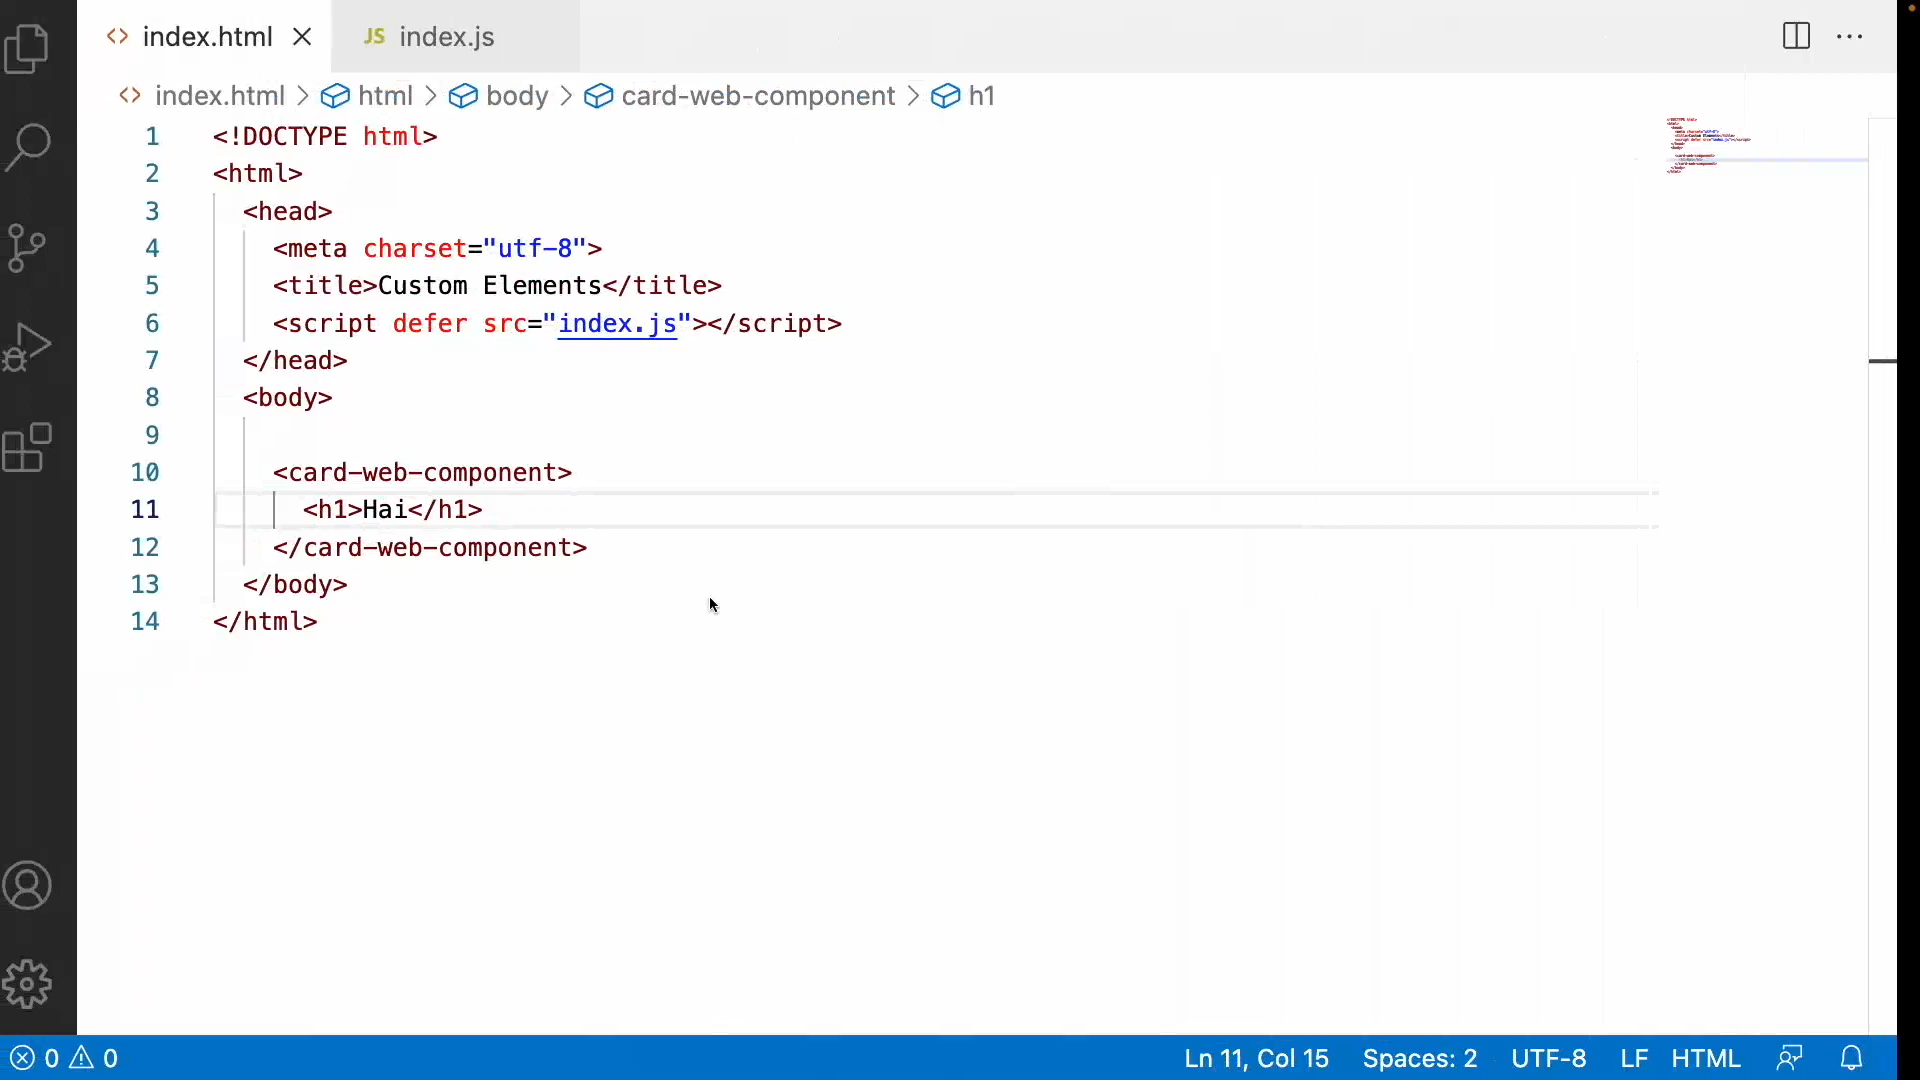 index.html
JS index.js
index.html > html > body > card-web-component > h1
1 <!DOCTYPE html>
2 <html>
3 <head>
4 <meta charset="utf-8">
5 <title>Custom Elements</title>
6 <script defer src="index.js"></script>
7 </head>
8 <body>
9
10 <card-web-component>
11 <h1>Hai</h1>
12 </card-web-component>
13 </body>
14 </html>
0 0 Ln 11, Col 15 Spaces: 2 UTF-8 LF HTML